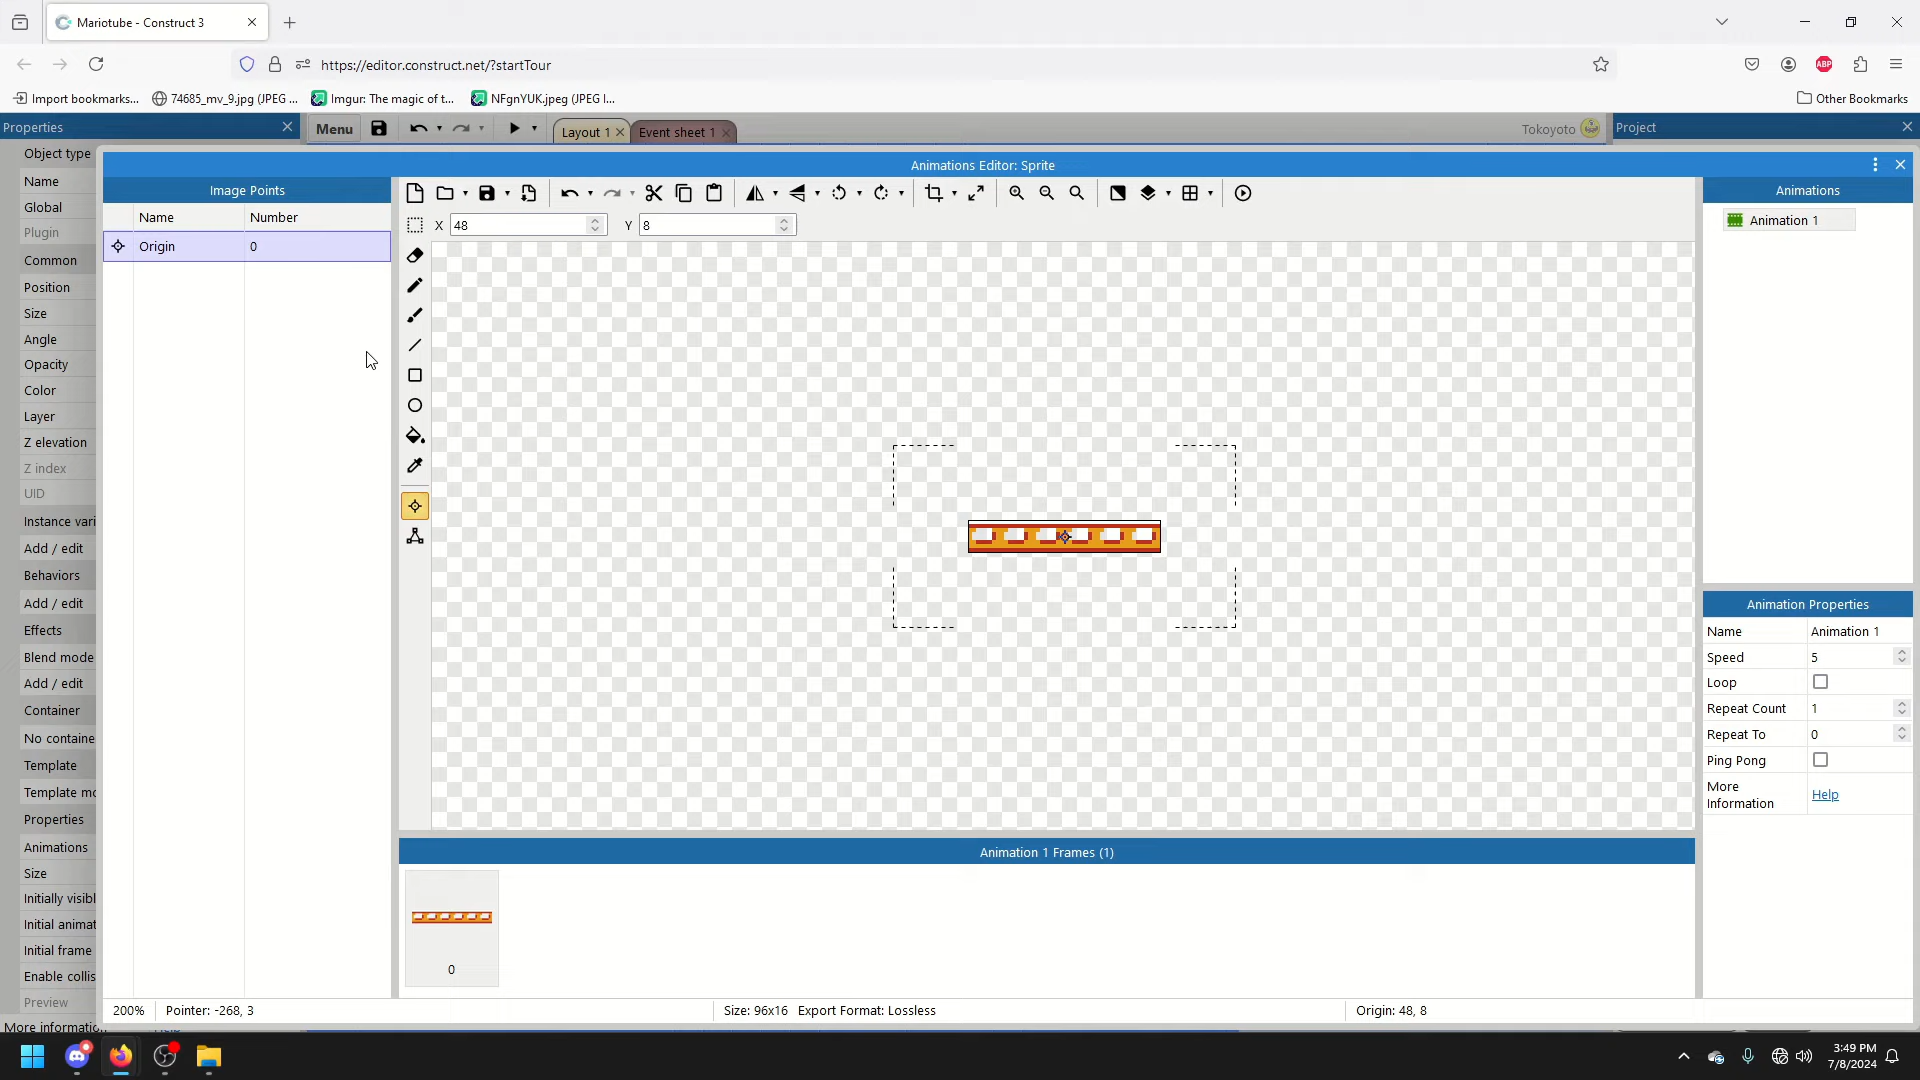 Mariotube - Construct 3
https://editor.construct.net/?startTour
Import bookmarks...
74685_mv_9.jpg (JPEG ...
Imgur: The magic of t...
NFgnYUK.jpeg (JPEG I...
Other Bookmarks
ABP
Properties
Menu
Layout 1
Event sheet 1
Tokoyoto
Project
Object type
Name
Global
Plugin
Common
Position
Size
Angle
Opacity
Color
Layer
Z elevation
Z index
UID
Instance vari
Add / edit
Behaviors
Add / edit
Effects
Blend mode
Add / edit
Container
No containe
Template
Template mo
Properties
Animations
Size
Initially visibl
Initial animat
Initial frame
Enable collis
Preview
More information
Help
Animations Editor: Sprite
Image Points
Name Number
Origin 0
X 48 Y 8
Animations
Animation 1
Animation Properties
Name Animation 1
Speed 5
Loop
Repeat Count 1
Repeat To 0
Ping Pong
More
Information Help
Animation 1 Frames (1)
0
200% Pointer: -268, 3 Size: 96x16 Export Format: Lossless Origin: 48, 8
3:49 PM
7/8/2024